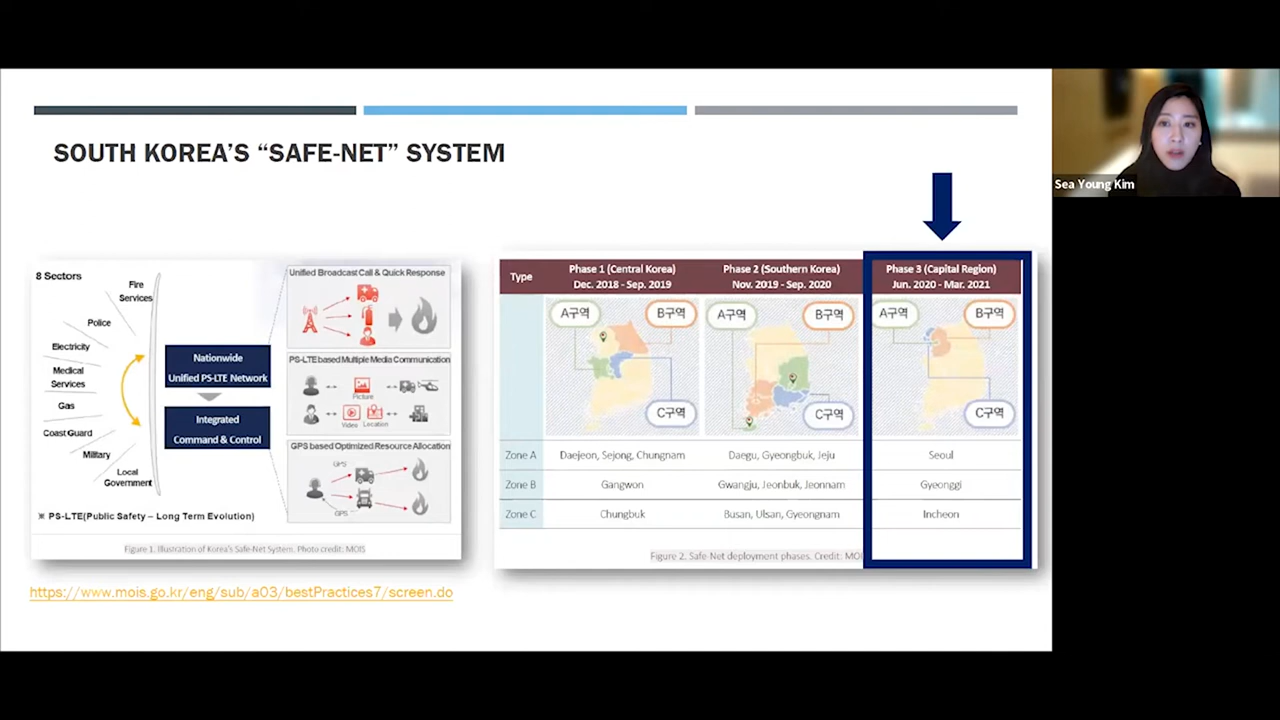 SOUTH KOREA'S “SAFE-NET” SYSTEM
Sea Young Kim
8 Sectors
Fire
Services
Police
Electricity
Medical
Services
Gas
Coast Guard
Military
Local
Government
Nationwide
Unified PS-LTE Network
Integrated
Command & Control
Unified Broadcast Call & Quick Response
PS-LTE based Multiple Media Communication
Picture
Video
Location
GPS based Optimized Resource Allocation
GPS
GPS
※ PS-LTE(Public Safety – Long Term Evolution)
Figure 1. Illustration of Korea's Safe-Net System. Photo credit: MOIS
https://www.mois.go.kr/eng/sub/a03/bestPractices7/screen.do
Type
Phase 1 (Central Korea)
Dec. 2018 - Sep. 2019
Phase 2 (Southern Korea)
Nov. 2019 - Sep. 2020
Phase 3 (Capital Region)
Jun. 2020 - Mar. 2021
A구역
B구역
C구역
A구역
B구역
C구역
A구역
B구역
C구역
Zone A
Daejeon, Sejong, Chungnam
Daegu, Gyeongbuk, Jeju
Seoul
Zone B
Gangwon
Gwangju, Jeonbuk, Jeonnam
Gyeonggi
Zone C
Chungbuk
Busan, Ulsan, Gyeongnam
Incheon
Figure 2. Safe-Net deployment phases. Credit: MOI